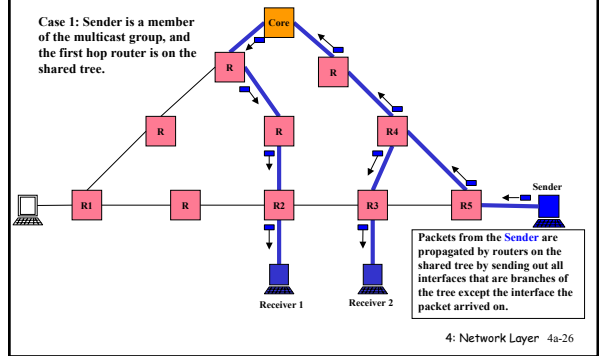 Case 1: Sender is a member
of the multicast group, and
the first hop router is on the
shared tree.
Core
R
R
R
R
R4
R1
R
R2
R3
R5
Sender
Receiver 1
Receiver 2
Packets from the Sender are
propagated by routers on the
shared tree by sending out all
interfaces that are branches of
the tree except the interface the
packet arrived on.
4: Network Layer 4a-26